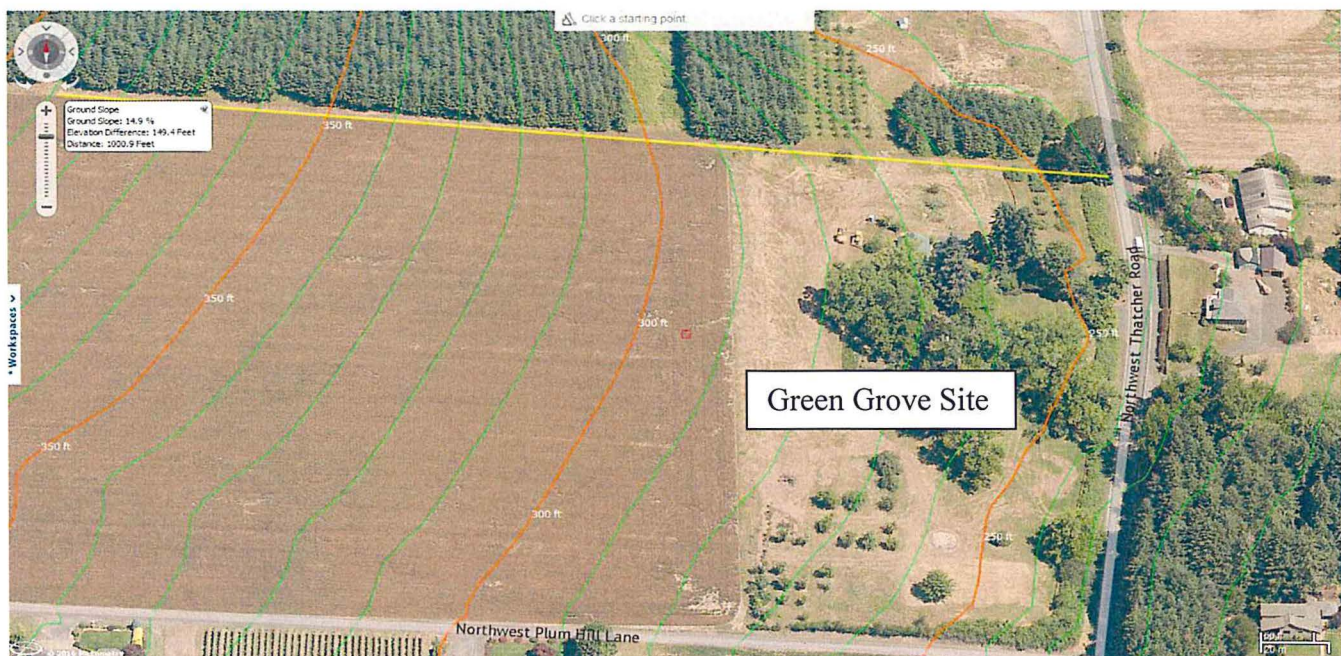 Click a starting point.
250 ft
300 ft
Ground Slope
Ground Slope: 14.9 %
Elevation Difference: 149.4 Feet
Distance: 1000.9 Feet
350 ft
350 ft
300 ft
250 ft
Northwest Thatcher Road
* Workspaces
Green Grove Site
350 ft
300 ft
250 ft
Northwest Plum Hill Lane
20 m